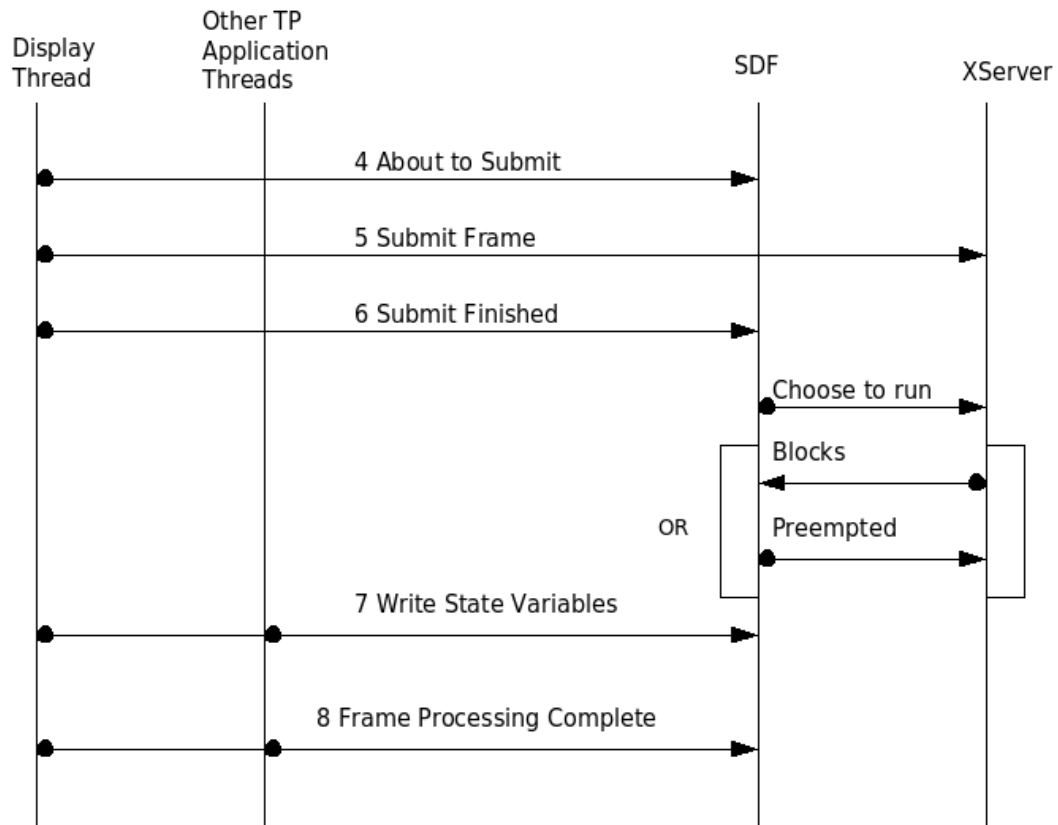 Display
Thread
Other TP
Application
Threads
SDF
XServer
4 About to Submit
5 Submit Frame
6 Submit Finished
Choose to run
Blocks
OR
Preempted
7 Write State Variables
8 Frame Processing Complete